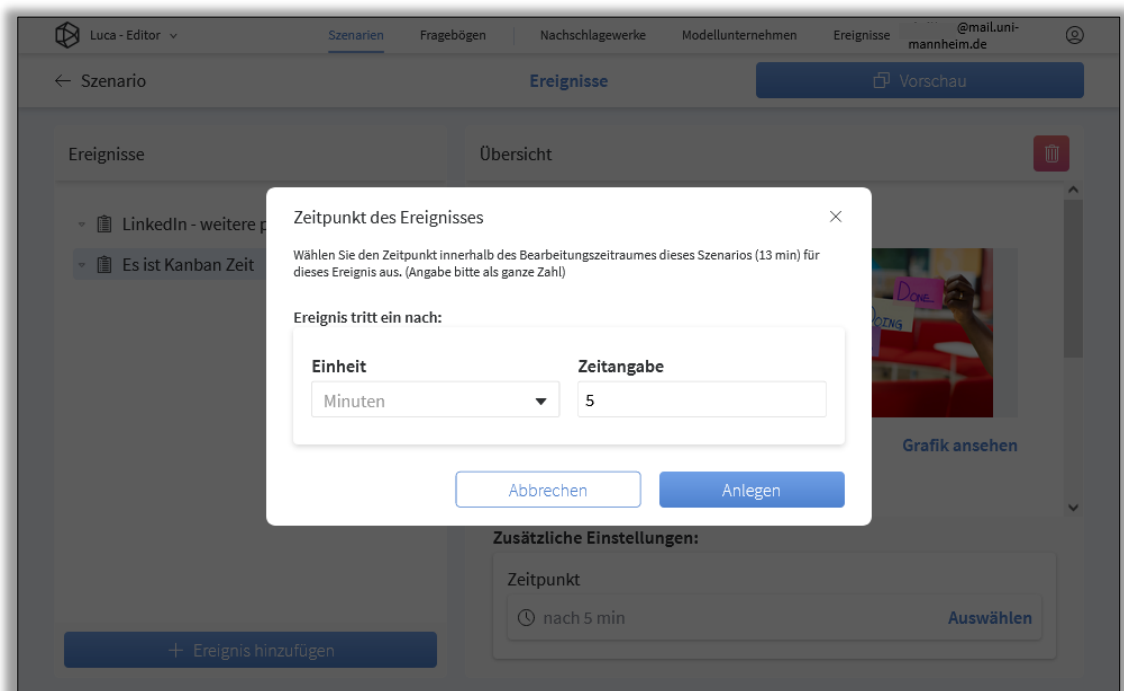 Luca - Editor
Szenarien
Fragebögen
Nachschlagewerke
Modellunternehmen
Ereignisse
@mail.uni-
mannheim.de
Szenario
Ereignisse
Vorschau
Ereignisse
Übersicht
LinkedIn - weitere p
Es ist Kanban Zeit
Zeitpunkt des Ereignisses
Wählen Sie den Zeitpunkt innerhalb des Bearbeitungszeitraumes dieses Szenarios (13 min) für
dieses Ereignis aus. (Angabe bitte als ganze Zahl)
Ereignis tritt ein nach:
Einheit
Zeitangabe
Minuten
5
Abbrechen
Anlegen
DONE
DOING
Grafik ansehen
Zusätzliche Einstellungen:
Zeitpunkt
nach 5 min
Auswählen
+ Ereignis hinzufügen